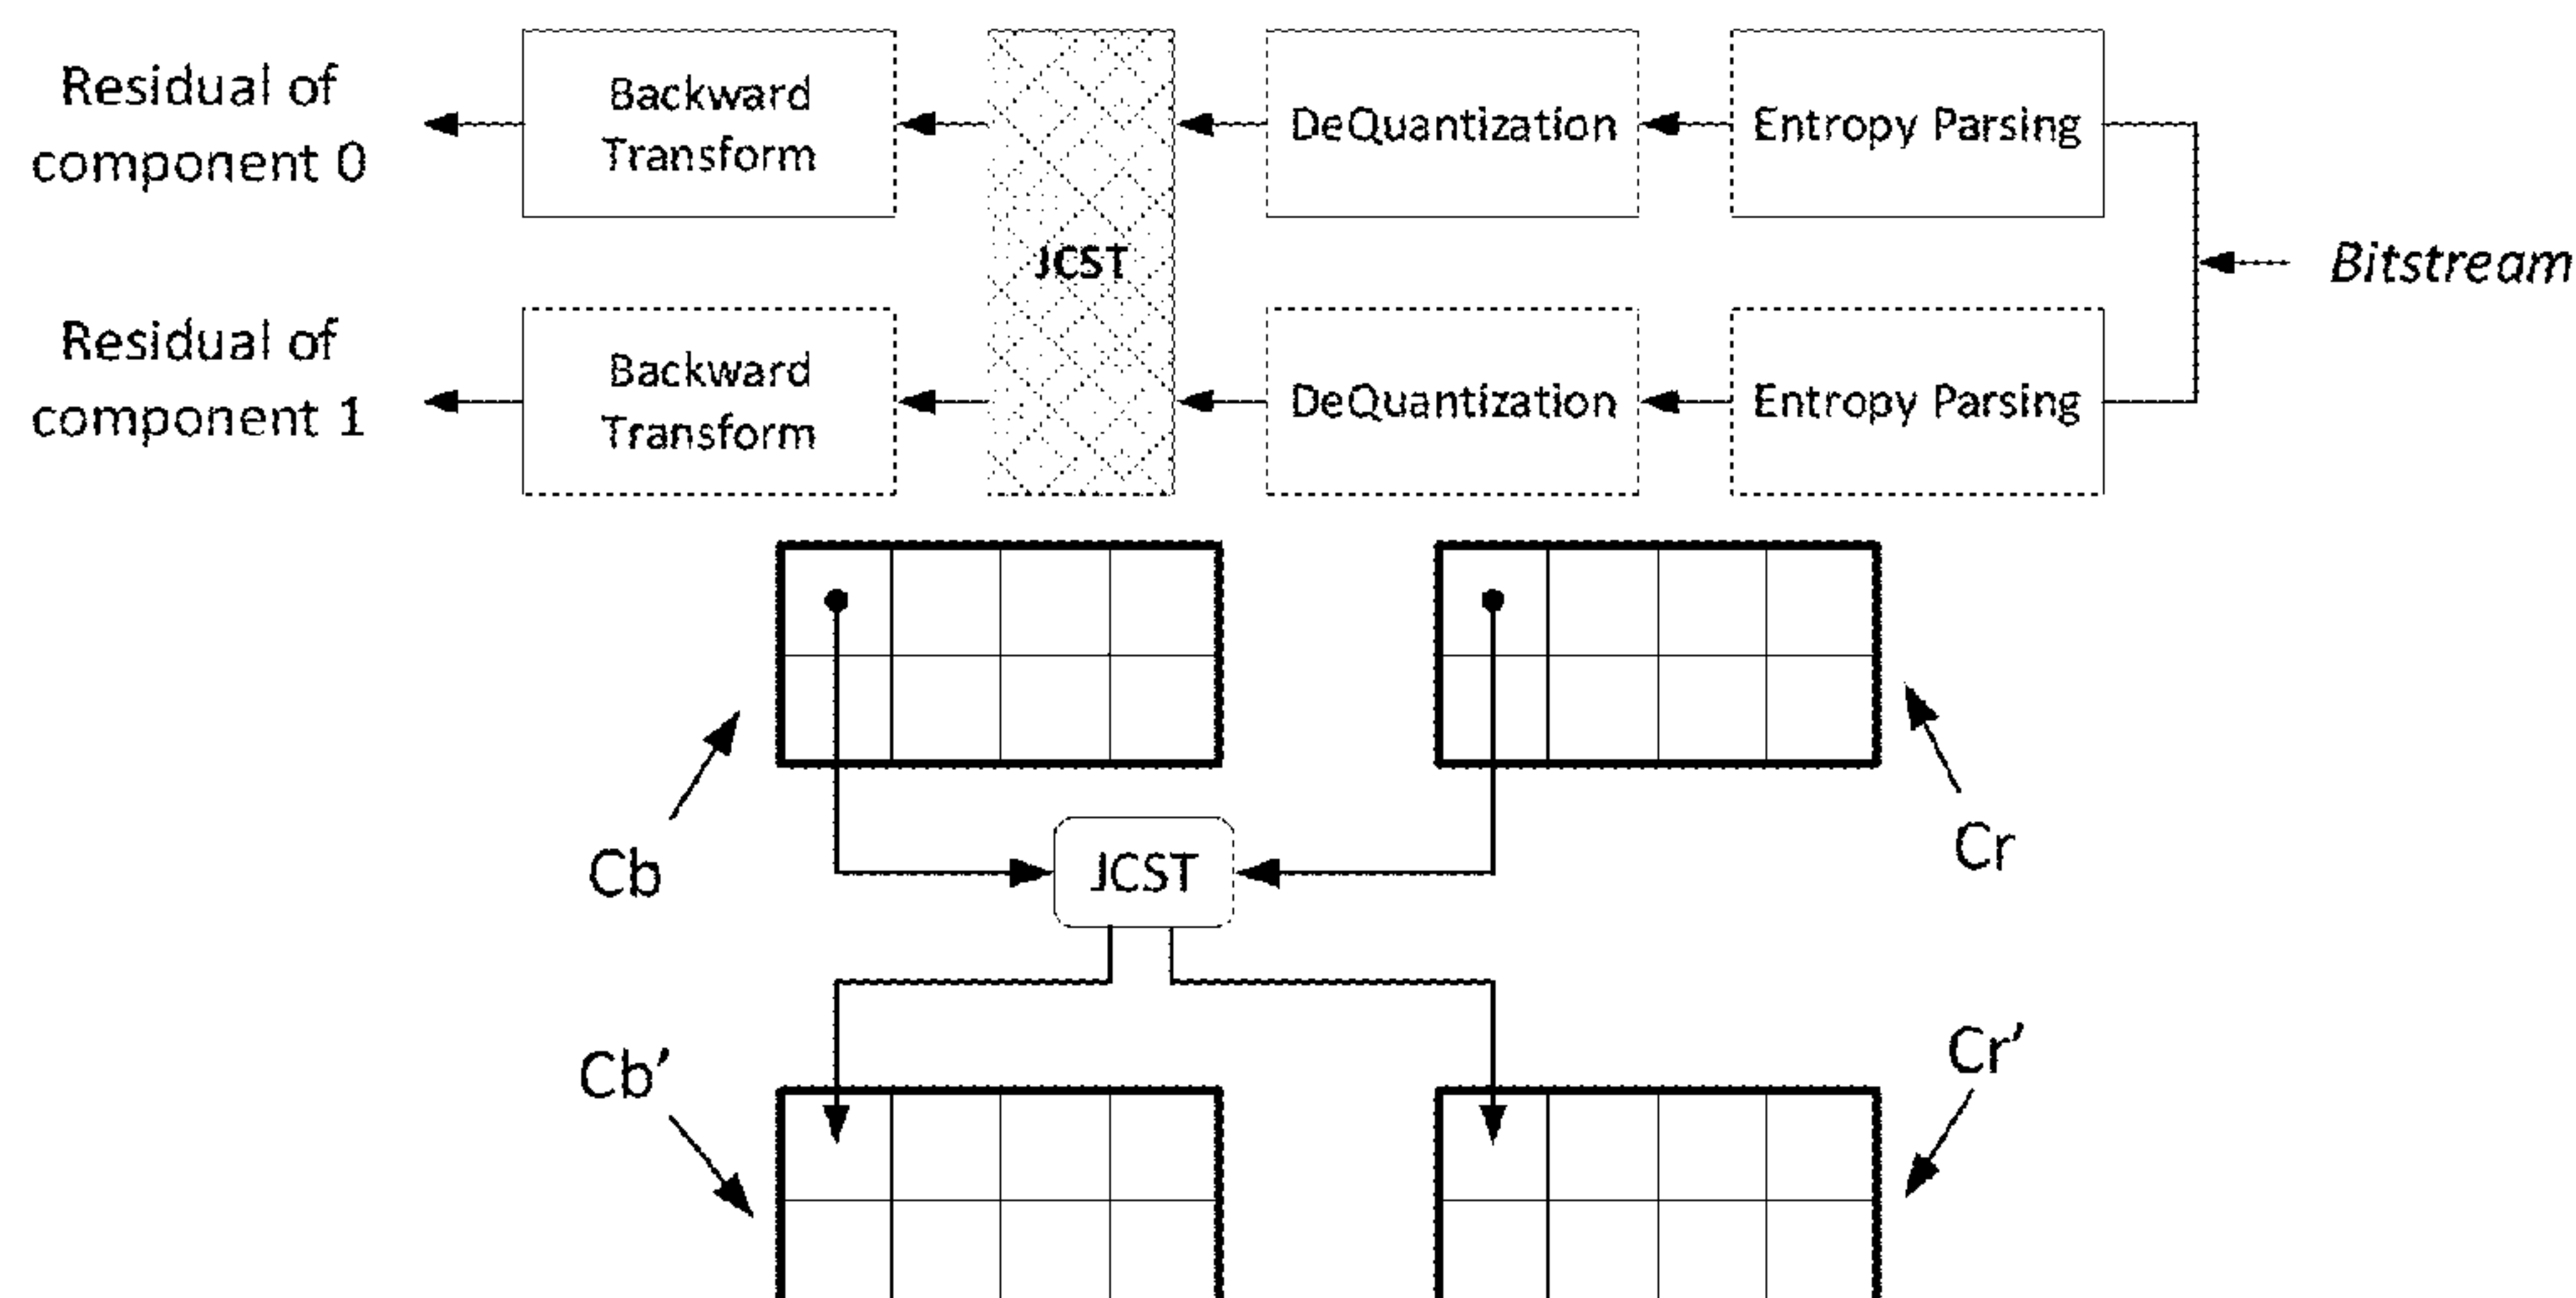 Residual of
component 0
Backward
Transform
JCST
DeQuantization
Entropy Parsing
Bitstream
Residual of
component 1
Backward
Transform
DeQuantization
Entropy Parsing
Cb
JCST
Cr
Cb’
Cr’